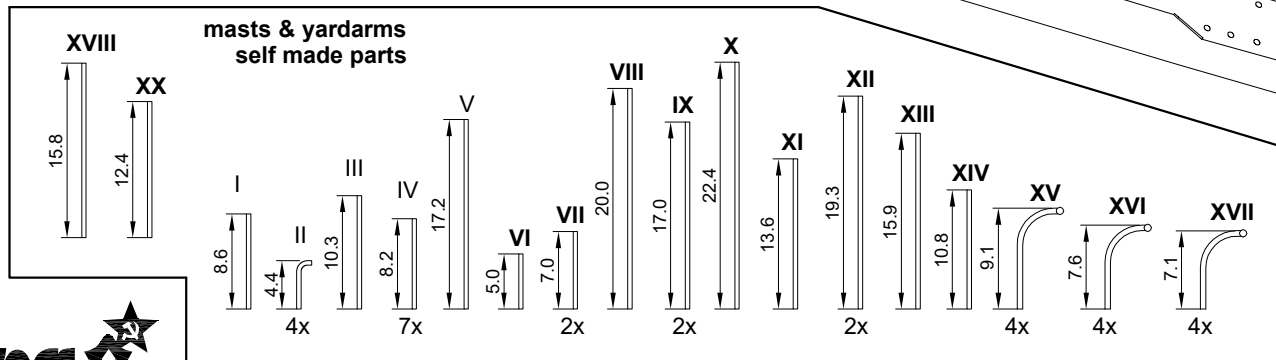 masts & yardarms
self made parts
XVIII
15.8
XX
12.4
I
8.6
II
4.4
4x
III
10.3
IV
8.2
7x
V
17.2
VI
5.0
VII
7.0
2x
VIII
20.0
IX
17.0
2x
X
22.4
XI
13.6
XII
19.3
2x
XIII
15.9
XIV
10.8
XV
9.1
4x
XVI
7.6
4x
XVII
7.1
4x